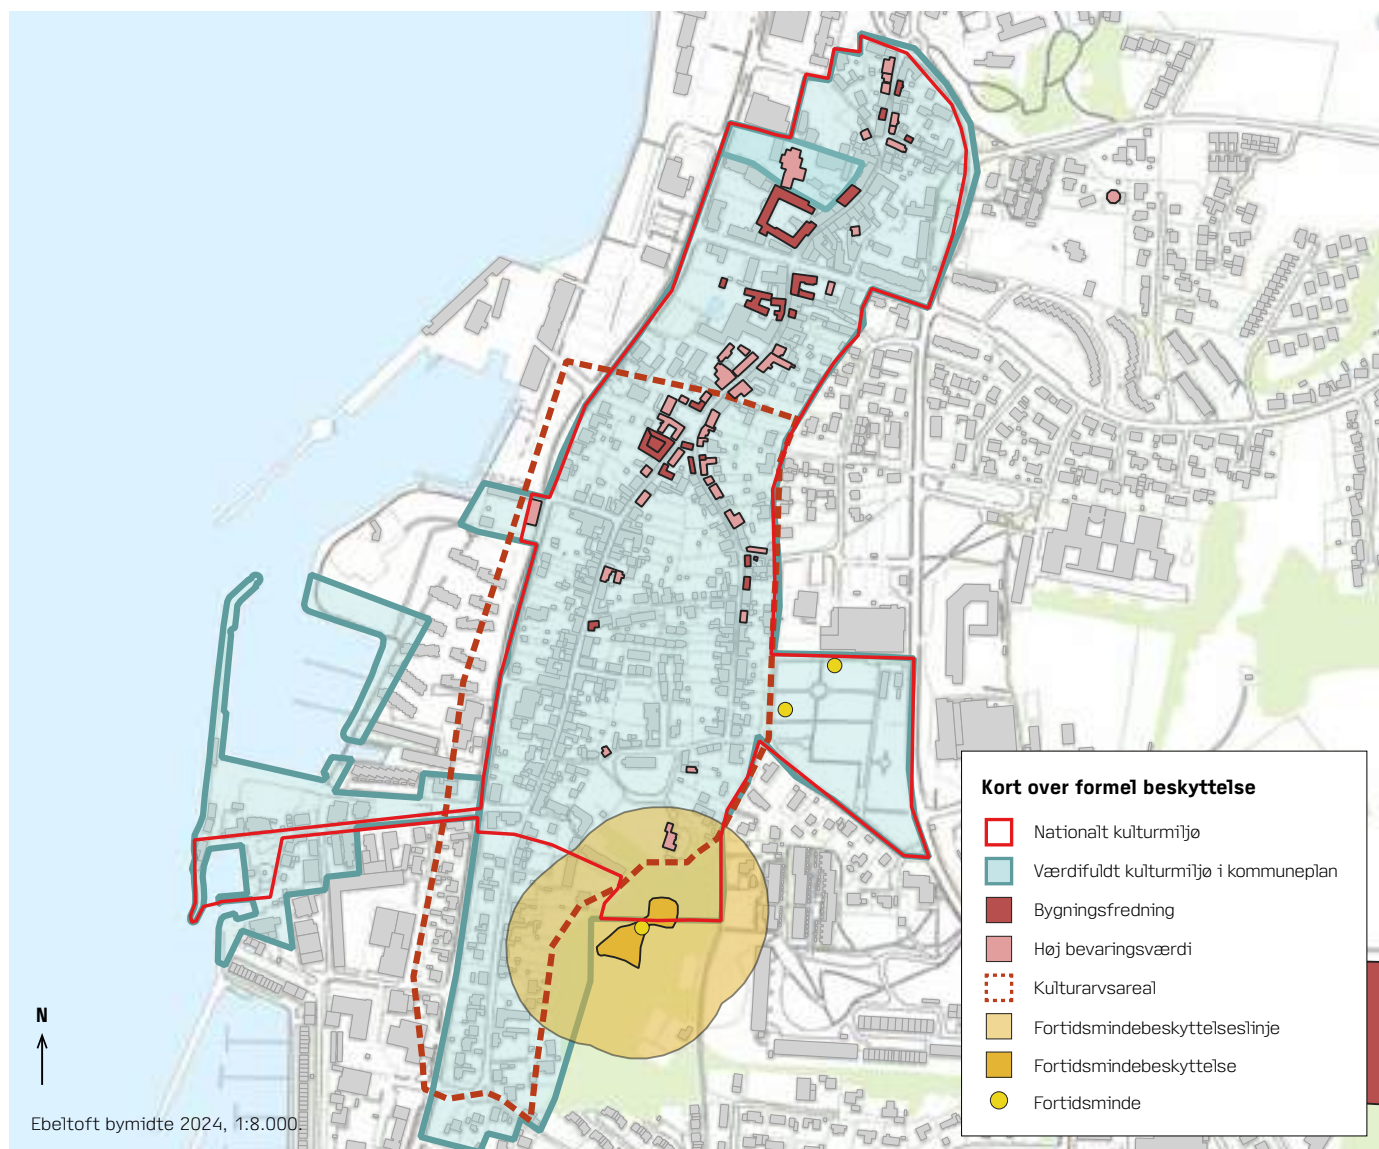 Kort over formel beskyttelse
Nationalt kulturmiljø
Værdifuldt kulturmiljø i kommuneplan
Bygningsfredning
Høj bevaringsværdi
Kulturarvsareal
Fortidsmindebeskyttelseslinje
Fortidsmindebeskyttelse
Fortidsminde
N
Ebeltoft bymidte 2024, 1:8.000.